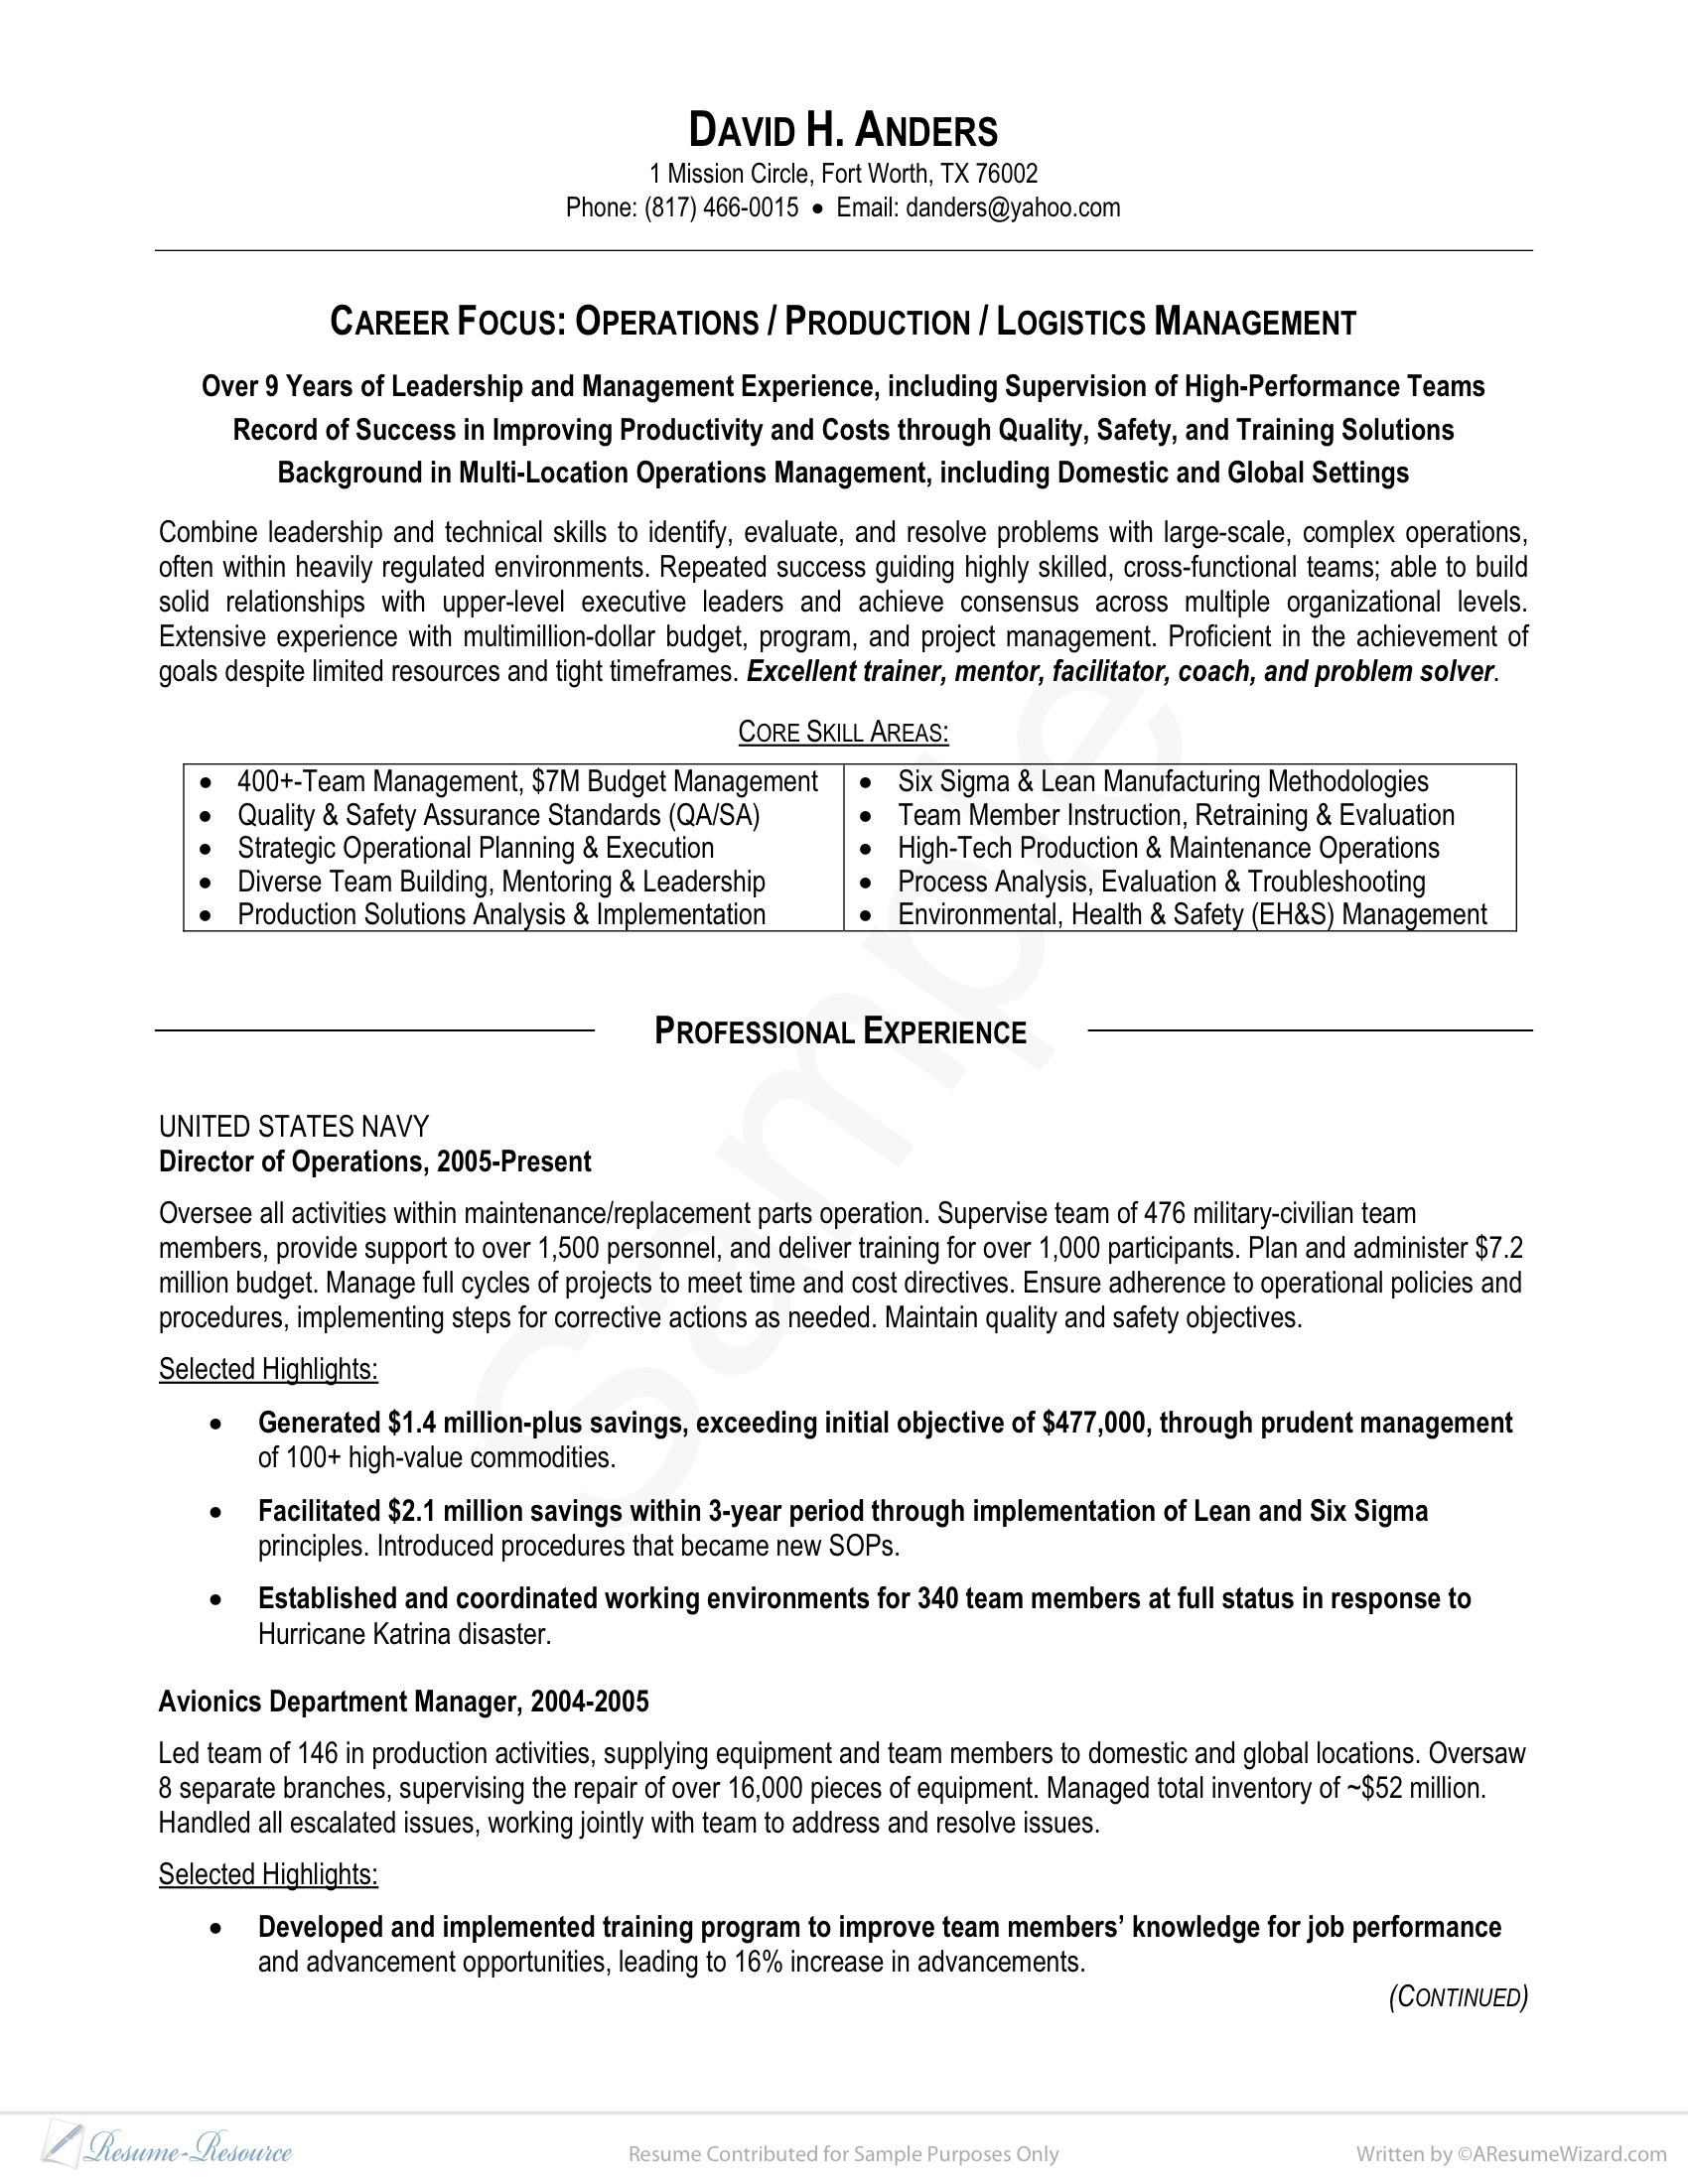 DAVID H. ANDERS
1 Mission Circle, Fort Worth, TX 76002
Phone: (817) 466-0015 • Email: danders@yahoo.com
CAREER FOCUS: OPERATIONS / PRODUCTION / LOGISTICS MANAGEMENT
Over 9 Years of Leadership and Management Experience, including Supervision of High-Performance Teams
Record of Success in Improving Productivity and Costs through Quality, Safety, and Training Solutions
Background in Multi-Location Operations Management, including Domestic and Global Settings
Combine leadership and technical skills to identify, evaluate, and resolve problems with large-scale, complex operations,
often within heavily regulated environments. Repeated success guiding highly skilled, cross-functional teams; able to build
solid relationships with upper-level executive leaders and achieve consensus across multiple organizational levels.
Extensive experience with multimillion-dollar budget, program, and project management. Proficient in the achievement of
goals despite limited resources and tight timeframes. Excellent trainer, mentor, facilitator, coach, and problem solver.
CORE SKILL AREAS:
• 400+-Team Management, $7M Budget Management
• Quality & Safety Assurance Standards (QA/SA)
• Strategic Operational Planning & Execution
• Diverse Team Building, Mentoring & Leadership
• Production Solutions Analysis & Implementation
• Six Sigma & Lean Manufacturing Methodologies
• Team Member Instruction, Retraining & Evaluation
• High-Tech Production & Maintenance Operations
• Process Analysis, Evaluation & Troubleshooting
• Environmental, Health & Safety (EH&S) Management
PROFESSIONAL EXPERIENCE
UNITED STATES NAVY
Director of Operations, 2005-Present
Oversee all activities within maintenance/replacement parts operation. Supervise team of 476 military-civilian team
members, provide support to over 1,500 personnel, and deliver training for over 1,000 participants. Plan and administer $7.2
million budget. Manage full cycles of projects to meet time and cost directives. Ensure adherence to operational policies and
procedures, implementing steps for corrective actions as needed. Maintain quality and safety objectives.
Selected Highlights:
• Generated $1.4 million-plus savings, exceeding initial objective of $477,000, through prudent management
of 100+ high-value commodities.
• Facilitated $2.1 million savings within 3-year period through implementation of Lean and Six Sigma
principles. Introduced procedures that became new SOPs.
• Established and coordinated working environments for 340 team members at full status in response to
Hurricane Katrina disaster.
Avionics Department Manager, 2004-2005
Led team of 146 in production activities, supplying equipment and team members to domestic and global locations. Oversaw
8 separate branches, supervising the repair of over 16,000 pieces of equipment. Managed total inventory of ~$52 million.
Handled all escalated issues, working jointly with team to address and resolve issues.
Selected Highlights:
• Developed and implemented training program to improve team members’ knowledge for job performance
and advancement opportunities, leading to 16% increase in advancements.
(CONTINUED)
Sample
Resume-Resource
Resume Contributed for Sample Purposes Only
Written by ©AResumeWizard.com